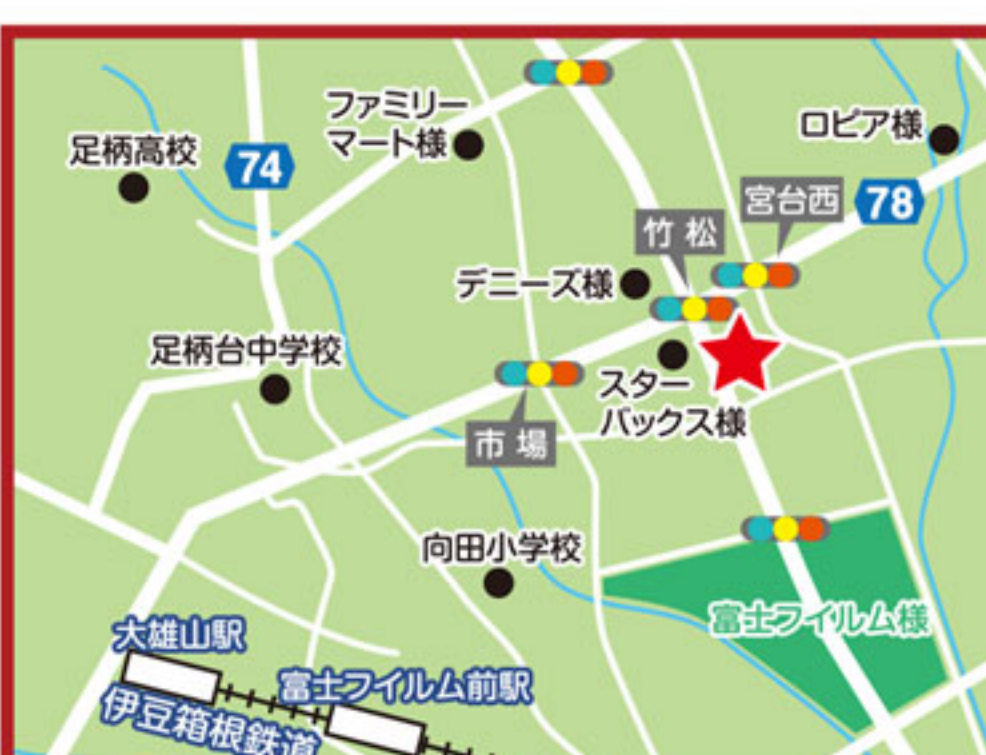 ファミリー
マート様
ロピア様
足柄高校
74
宮台西
78
竹松
デニーズ様
足柄台中学校
スター
バックス様
市場
向田小学校
富士フイルム様
大雄山駅
富士フイルム前駅
伊豆箱根鉄道